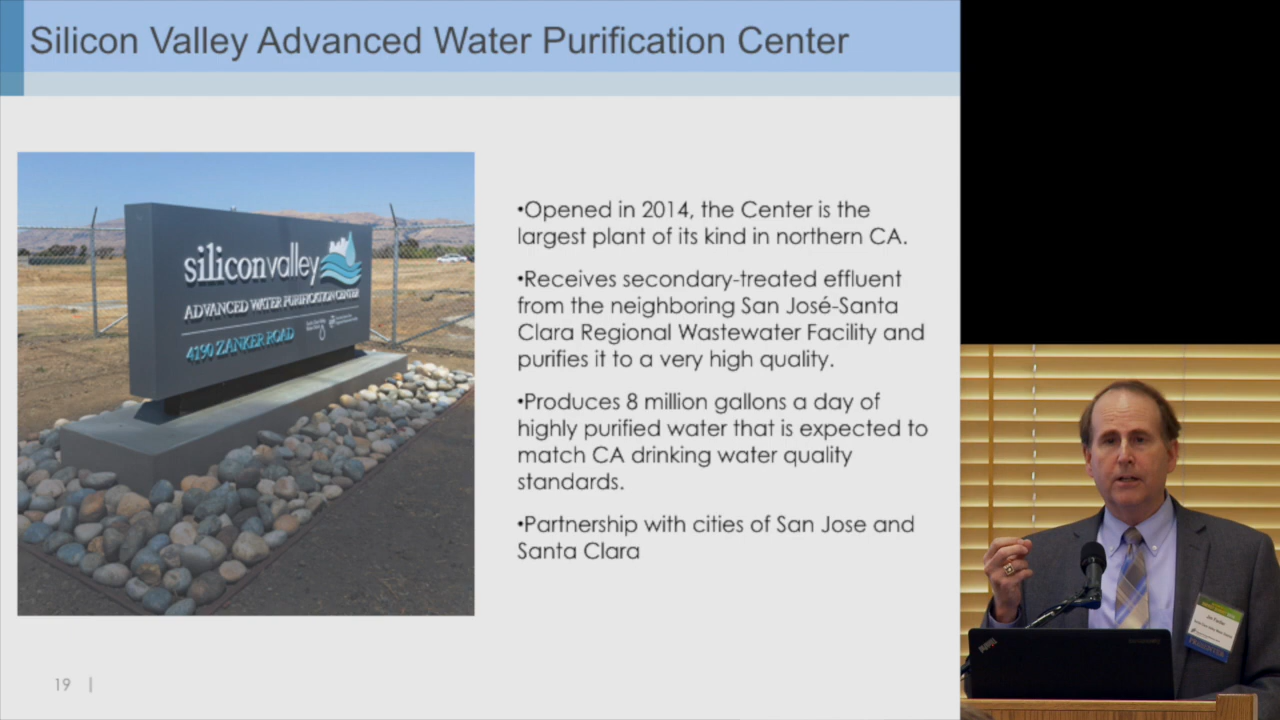 Silicon Valley Advanced Water Purification Center
siliconvalley
ADVANCED WATER PURIFICATION CENTER
4190 ZANKER ROAD
•Opened in 2014, the Center is the
largest plant of its kind in northern CA.
•Receives secondary-treated effluent
from the neighboring San José-Santa
Clara Regional Wastewater Facility and
purifies it to a very high quality.
•Produces 8 million gallons a day of
highly purified water that is expected to
match CA drinking water quality
standards.
•Partnership with cities of San Jose and
Santa Clara
19 |